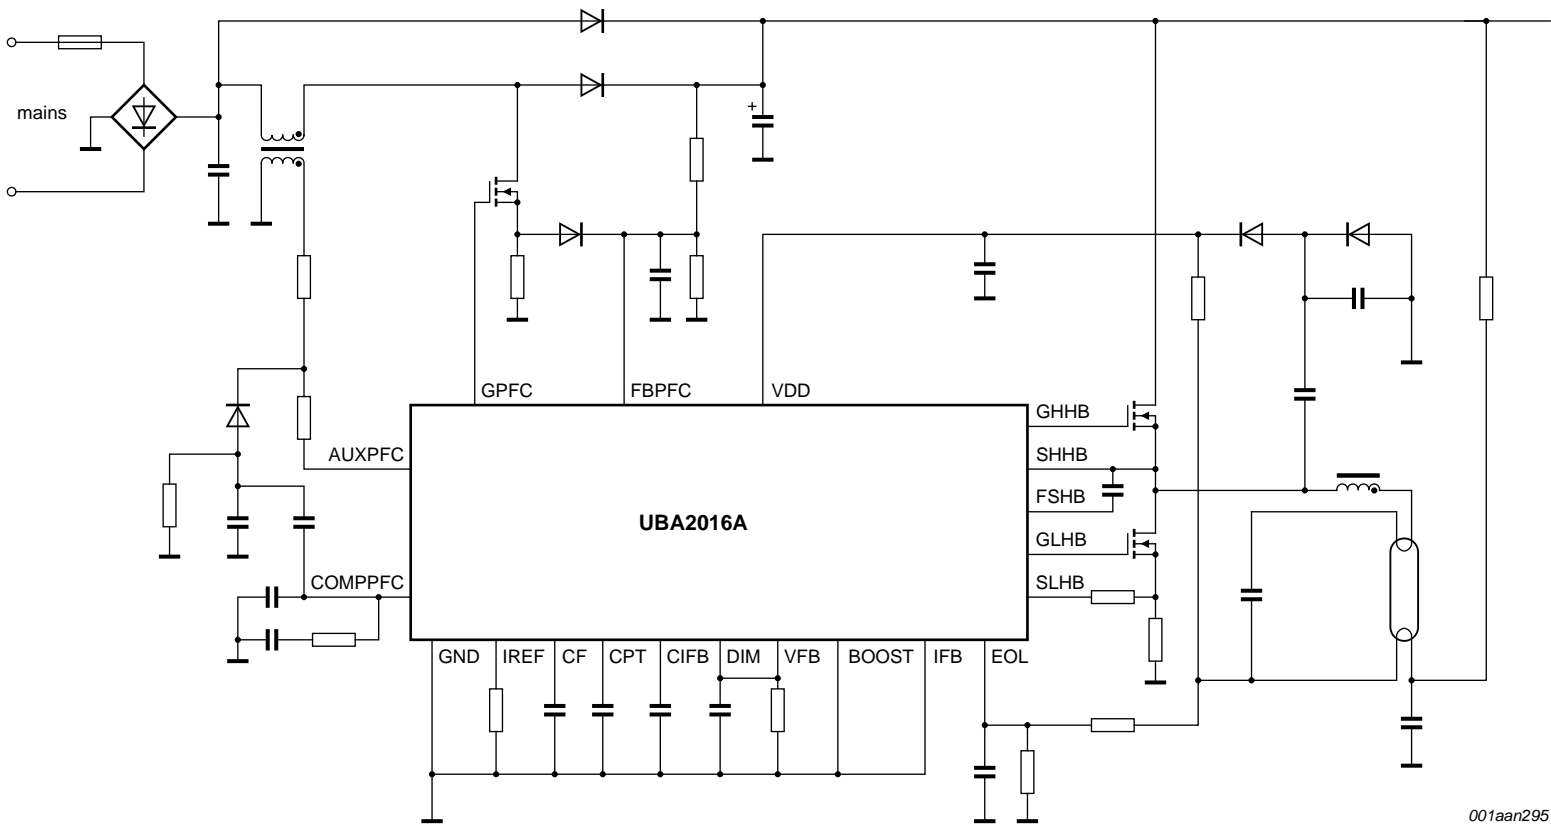 mains
+
GPFC
FBPFC
VDD
GHHB
AUXPFC
SHHB
FSHB
UBA2016A
GLHB
COMPPFC
SLHB
GND
IREF
CF
CPT
CIFB
DIM
VFB
BOOST
IFB
EOL
001aan295